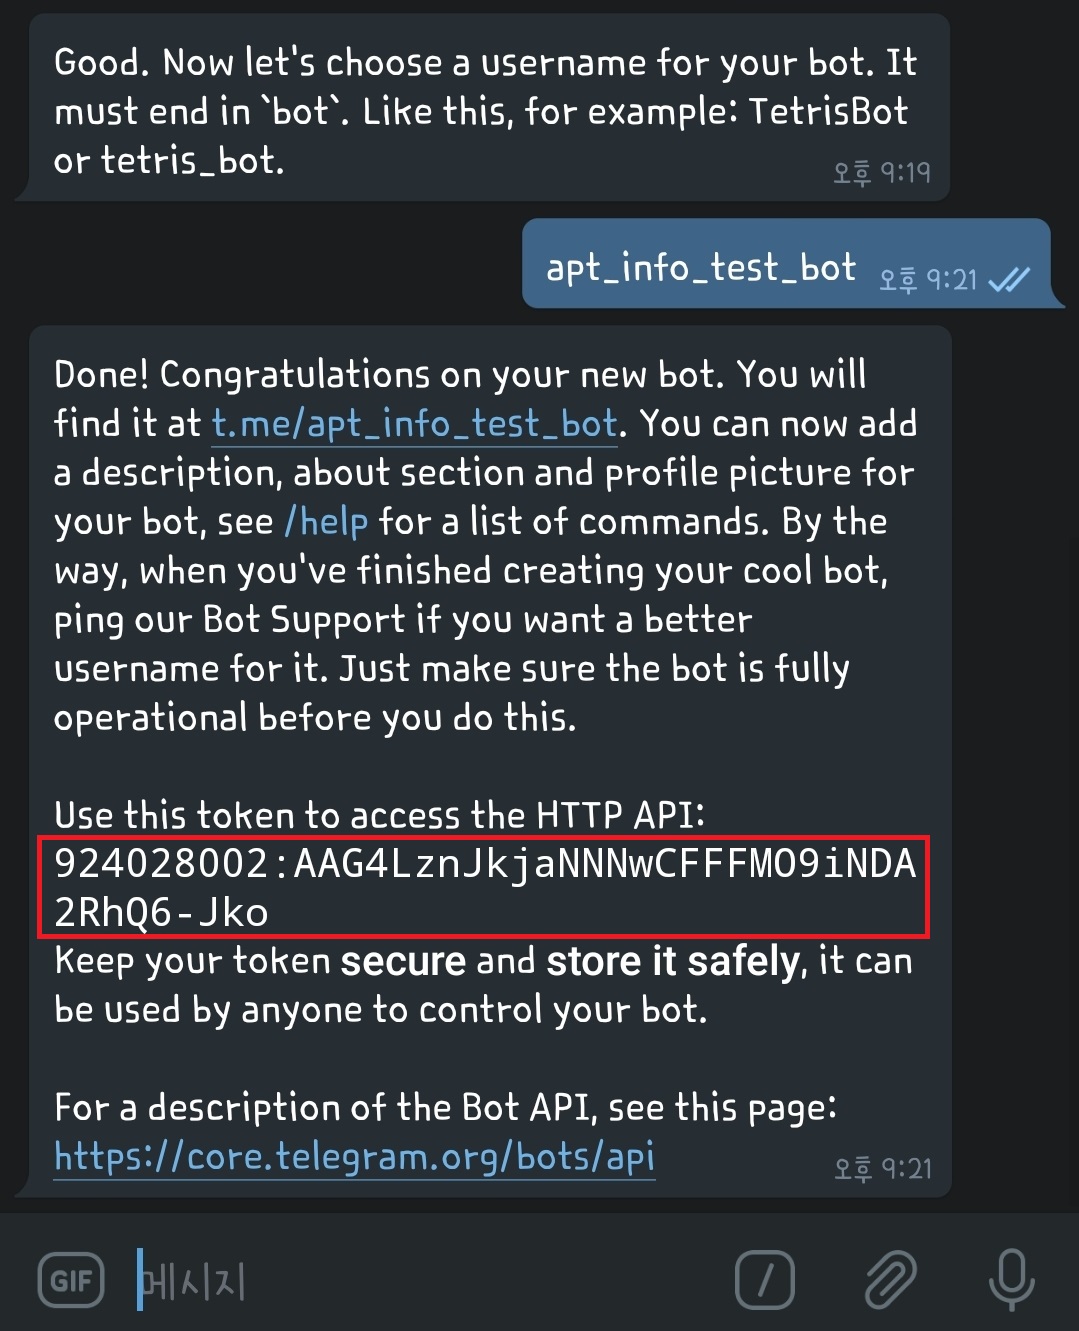 Good. Now let's choose a username for your bot. It
must end in `bot`. Like this, for example: TetrisBot
or tetris_bot.
오후 9:19
apt_info_test_bot 오후 9:21
Done! Congratulations on your new bot. You will
find it at t.me/apt_info_test_bot. You can now add
a description, about section and profile picture for
your bot, see /help for a list of commands. By the
way, when you've finished creating your cool bot,
ping our Bot Support if you want a better
username for it. Just make sure the bot is fully
operational before you do this.
Use this token to access the HTTP API:
924028002:AAG4LznJkjaNNNwCFFFMO9iNDA
2RhQ6-Jko
Keep your token secure and store it safely, it can
be used by anyone to control your bot.
For a description of the Bot API, see this page:
https://core.telegram.org/bots/api
오후 9:21
GIF 메시지 /